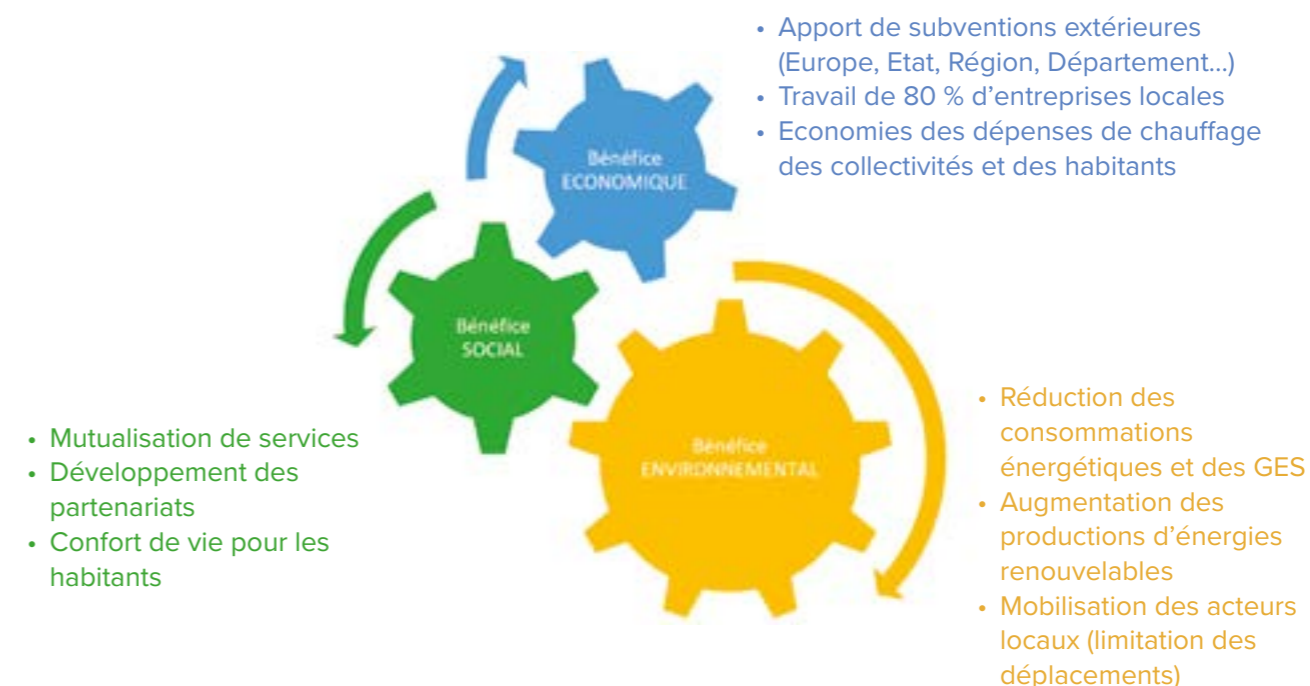 • Apport de subventions extérieures
(Europe, Etat, Région, Département...)
• Travail de 80 % d’entreprises locales
• Economies des dépenses de chauffage
des collectivités et des habitants
Bénéfice
ECONOMIQUE
Bénéfice
SOCIAL
Bénéfice
ENVIRONNEMENTAL
• Mutualisation de services
• Développement des
partenariats
• Confort de vie pour les
habitants
• Réduction des
consommations
énergétiques et des GES
• Augmentation des
productions d’énergies
renouvelables
• Mobilisation des acteurs
locaux (limitation des
déplacements)